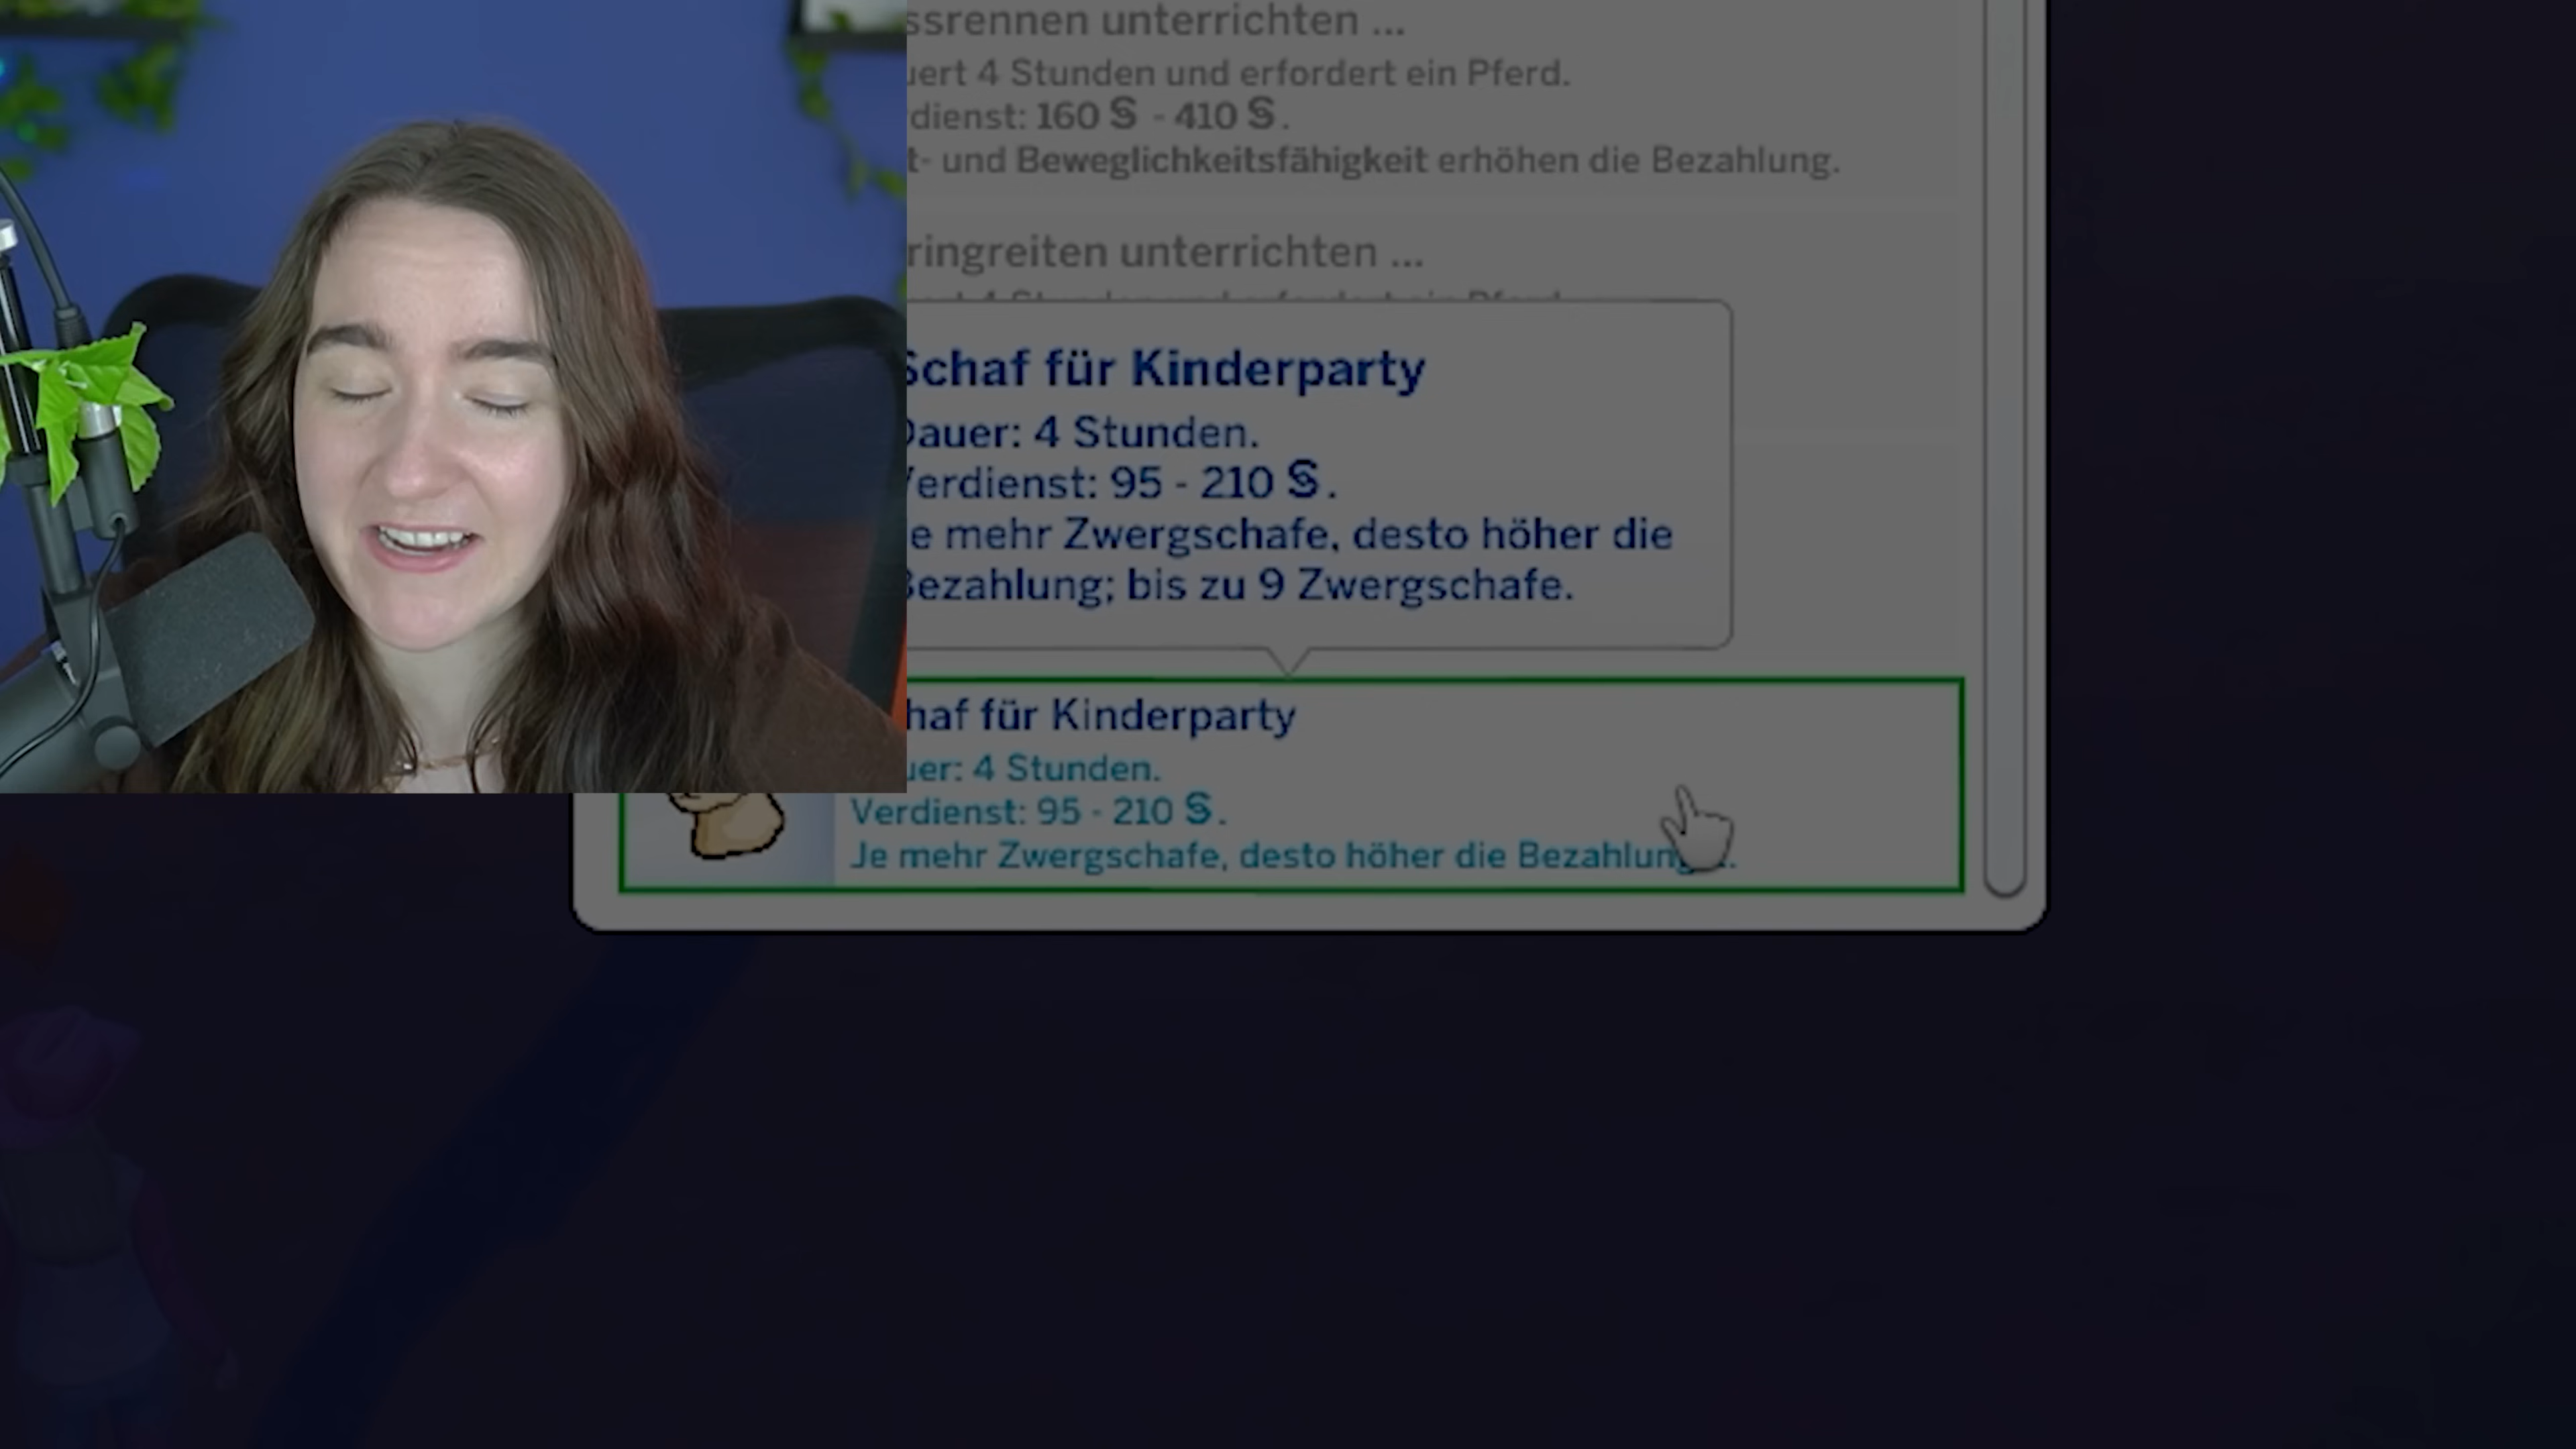 ssrennen unterrichten ...
4 Stunden und erfordert ein Pferd.
dienst: 160 § - 410 §.
t- und Beweglichkeitsfähigkeit erhöhen die Bezahlung.
ringreiten unterrichten ...
Schaf für Kinderparty
Dauer: 4 Stunden.
Verdienst: 95 - 210 §.
e mehr Zwergschafe, desto höher die
Bezahlung; bis zu 9 Zwergschafe.
haf für Kinderparty
uer: 4 Stunden.
Verdienst: 95 - 210 §.
Je mehr Zwergschafe, desto höher die Bezahlung